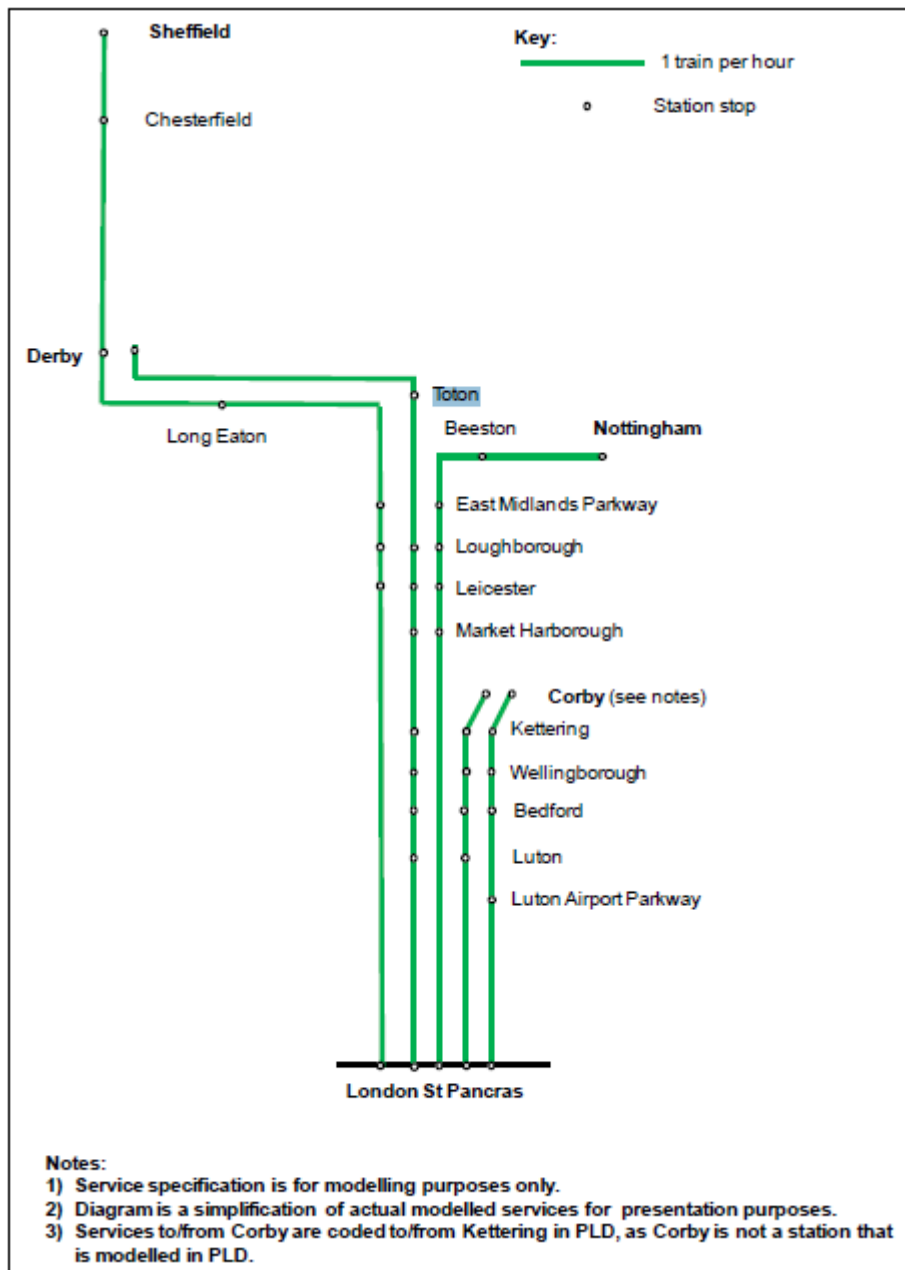 Sheffield
Key:
1 train per hour
Station stop
Chesterfield
Derby
Toton
Long Eaton
Beeston
Nottingham
East Midlands Parkway
Loughborough
Leicester
Market Harborough
Corby (see notes)
Kettering
Wellingborough
Bedford
Luton
Luton Airport Parkway
London St Pancras
Notes:
1) Service specification is for modelling purposes only.
2) Diagram is a simplification of actual modelled services for presentation purposes.
3) Services to/from Corby are coded to/from Kettering in PLD, as Corby is not a station that
is modelled in PLD.